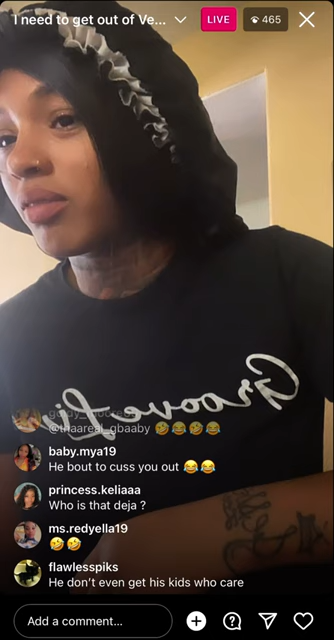 I need to get out of Ve...
LIVE
465
@thaareal_gbaaby 🤣😂🤣😂
baby.mya19
He bout to cuss you out 😂😂
princess.keliaaa
Who is that deja ?
ms.redyella19
🤣🤣
flawlesspiks
He don't even get his kids who care
Add a comment...